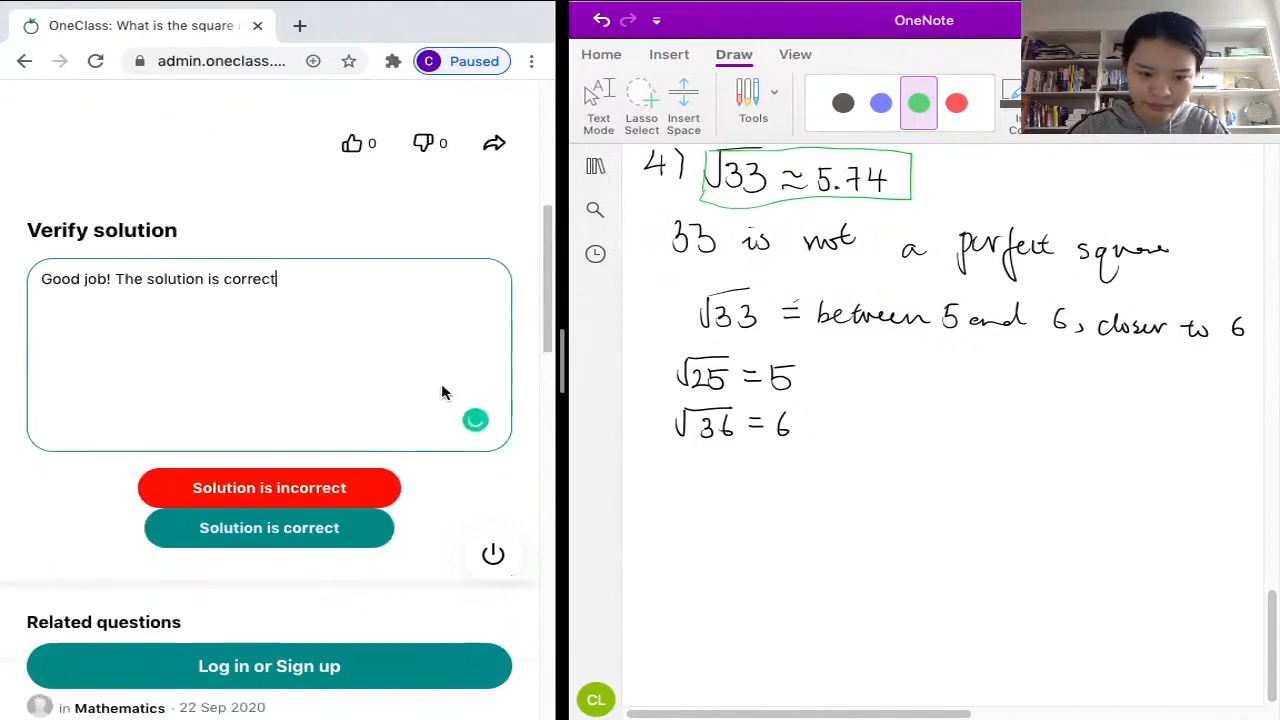 OneClass: What is the square
admin.oneclass....
C Paused
0
0
Verify solution
Good job! The solution is correct
Solution is incorrect
Solution is correct
Related questions
Log in or Sign up
in Mathematics · 22 Sep 2020
OneNote
Home Insert Draw View
Text Mode
Lasso Select
Insert Space
Tools
4) √33 ≈ 5.74
33 is not a perfect square
√33 = between 5 and 6, closer to 6
√25 = 5
√36 = 6
CL